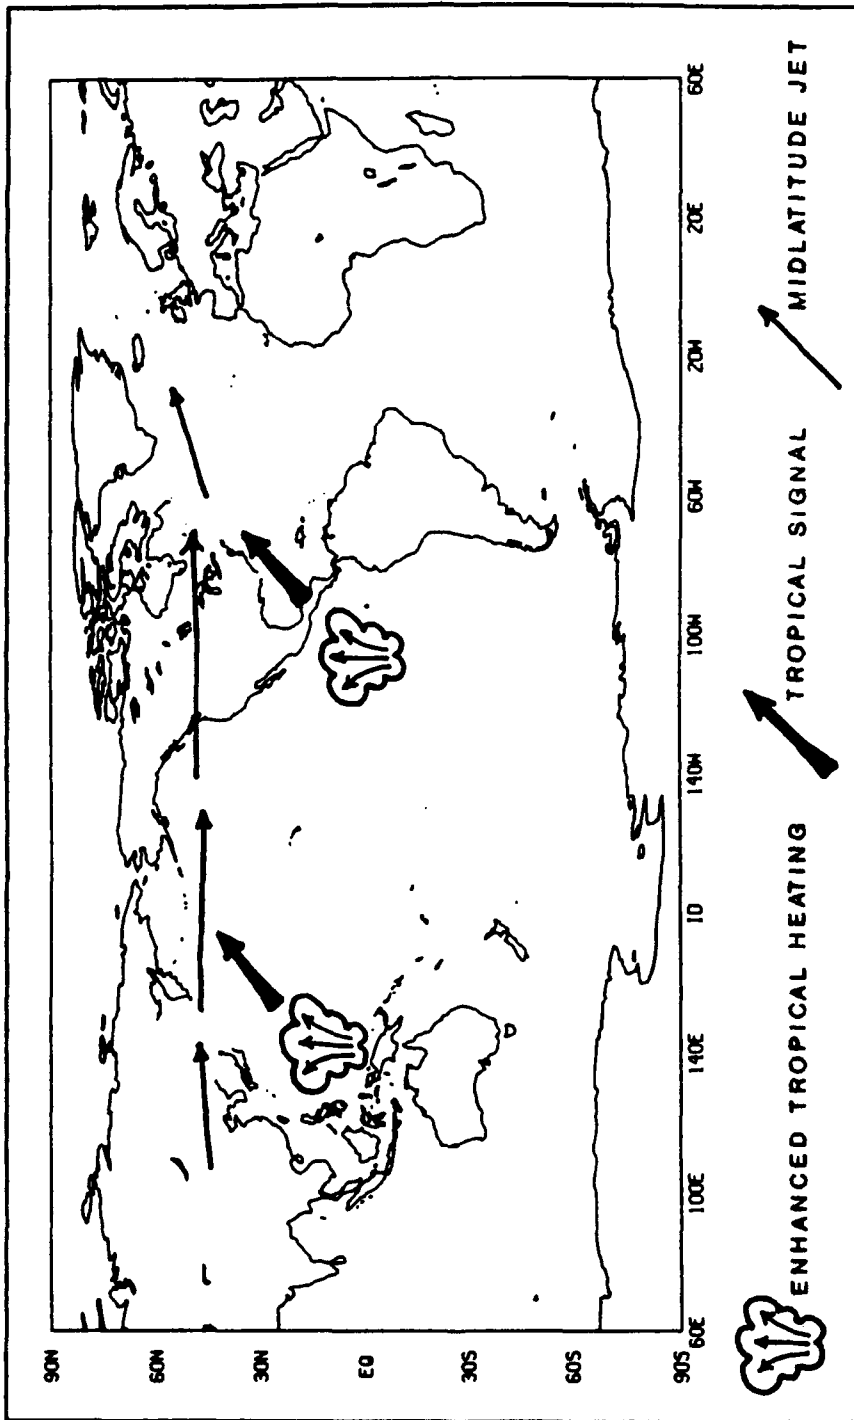 90N
60N
30N
EQ
30S
60S
90S
60E
100E
140E
ID
140W
100W
60W
20W
20E
60E
ENHANCED TROPICAL HEATING
TROPICAL SIGNAL
MIDLATITUDE JET